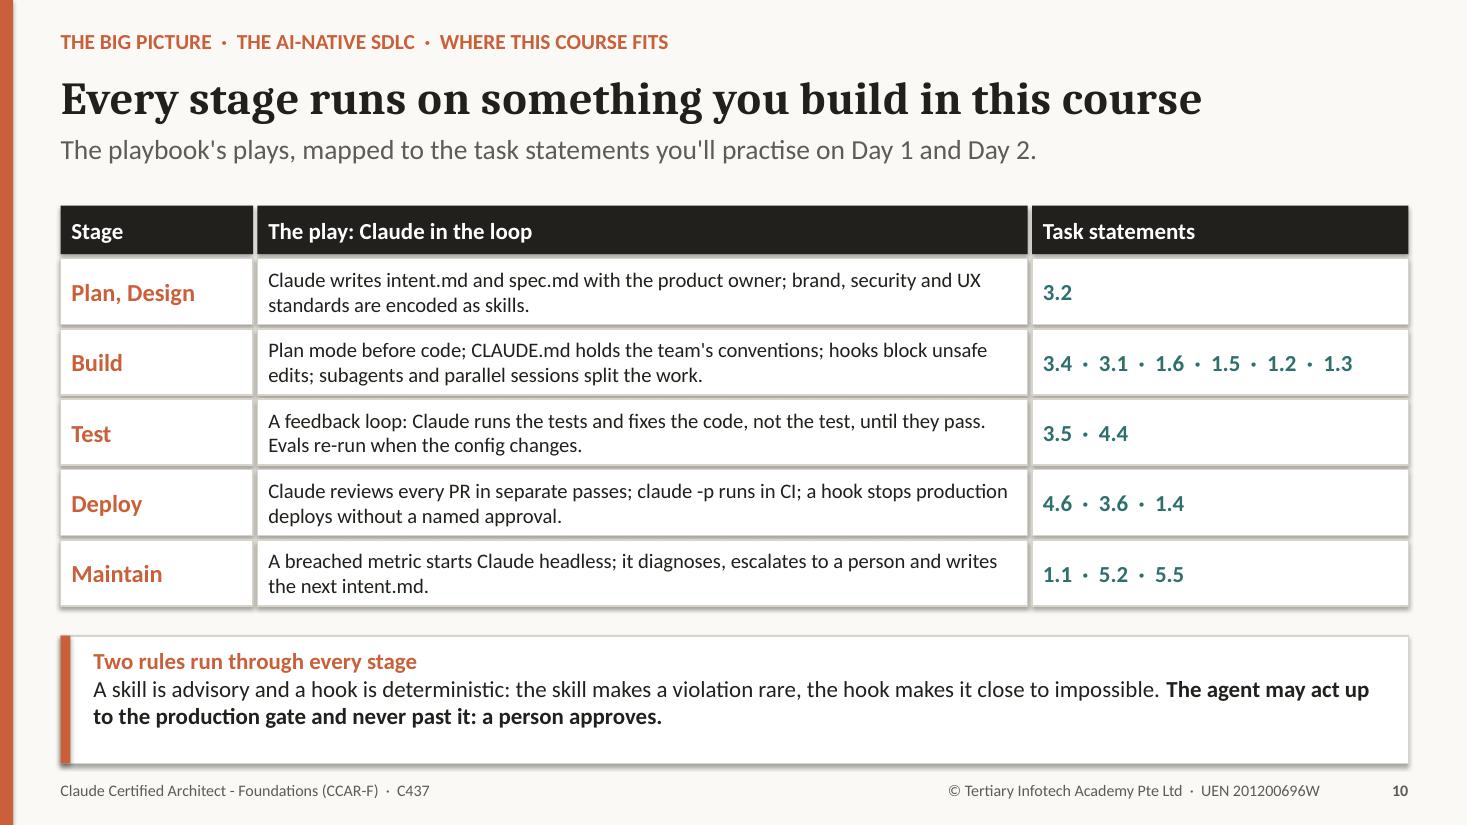 THE BIG PICTURE · THE AI-NATIVE SDLC · WHERE THIS COURSE FITS
Every stage runs on something you build in this course
The playbook's plays, mapped to the task statements you'll practise on Day 1 and Day 2.
Stage
The play: Claude in the loop
Task statements
Plan, Design
Claude writes intent.md and spec.md with the product owner; brand, security and UX
standards are encoded as skills.
3.2
Build
Plan mode before code; CLAUDE.md holds the team's conventions; hooks block unsafe
edits; subagents and parallel sessions split the work.
3.4 · 3.1 · 1.6 · 1.5 · 1.2 · 1.3
Test
A feedback loop: Claude runs the tests and fixes the code, not the test, until they pass.
Evals re-run when the config changes.
3.5 · 4.4
Deploy
Claude reviews every PR in separate passes; claude -p runs in CI; a hook stops production
deploys without a named approval.
4.6 · 3.6 · 1.4
Maintain
A breached metric starts Claude headless; it diagnoses, escalates to a person and writes
the next intent.md.
1.1 · 5.2 · 5.5
Two rules run through every stage
A skill is advisory and a hook is deterministic: the skill makes a violation rare, the hook makes it close to impossible. The agent may act up
to the production gate and never past it: a person approves.
Claude Certified Architect - Foundations (CCAR-F) · C437
© Tertiary Infotech Academy Pte Ltd · UEN 201200696W
10